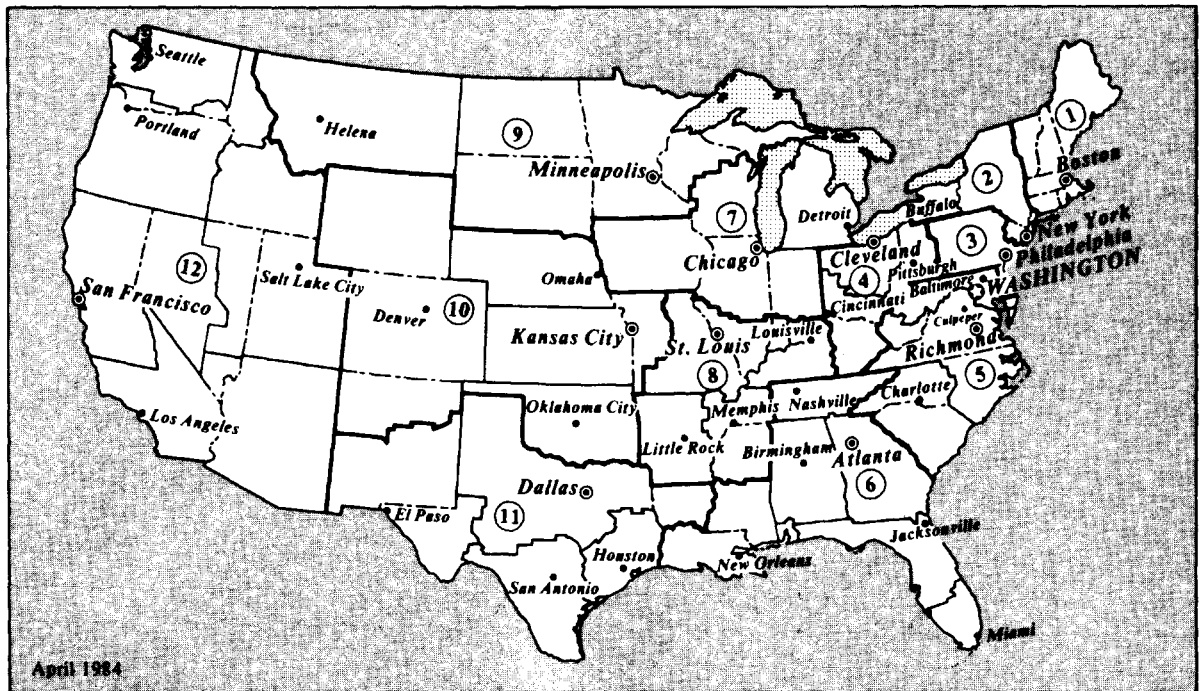 Seattle
Portland
Helena
9
Minneapolis
1
Boston
2
Buffalo
7
Detroit
3
New York
Philadelphia
WASHINGTON
Chicago
Cleveland
4
Pittsburgh
Baltimore
Cincinnati
Omaha
12
Salt Lake City
San Francisco
Denver
10
Kansas City
St. Louis
Louisville
Culpeper
Richmond
8
5
Charlotte
Los Angeles
Oklahoma City
Memphis
Nashville
Little Rock
Birmingham
Atlanta
6
Dallas
11
El Paso
Houston
San Antonio
New Orleans
Jacksonville
Miami
April 1984